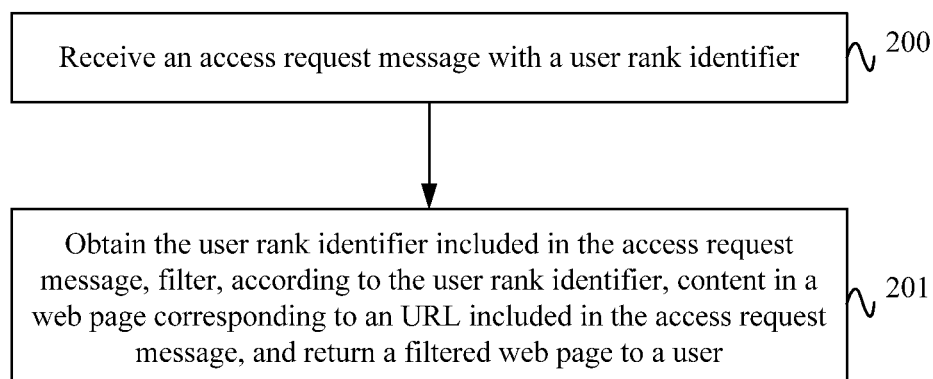 Receive an access request message with a user rank identifier
200
Obtain the user rank identifier included in the access request
message, filter, according to the user rank identifier, content in a
web page corresponding to an URL included in the access request
message, and return a filtered web page to a user
201